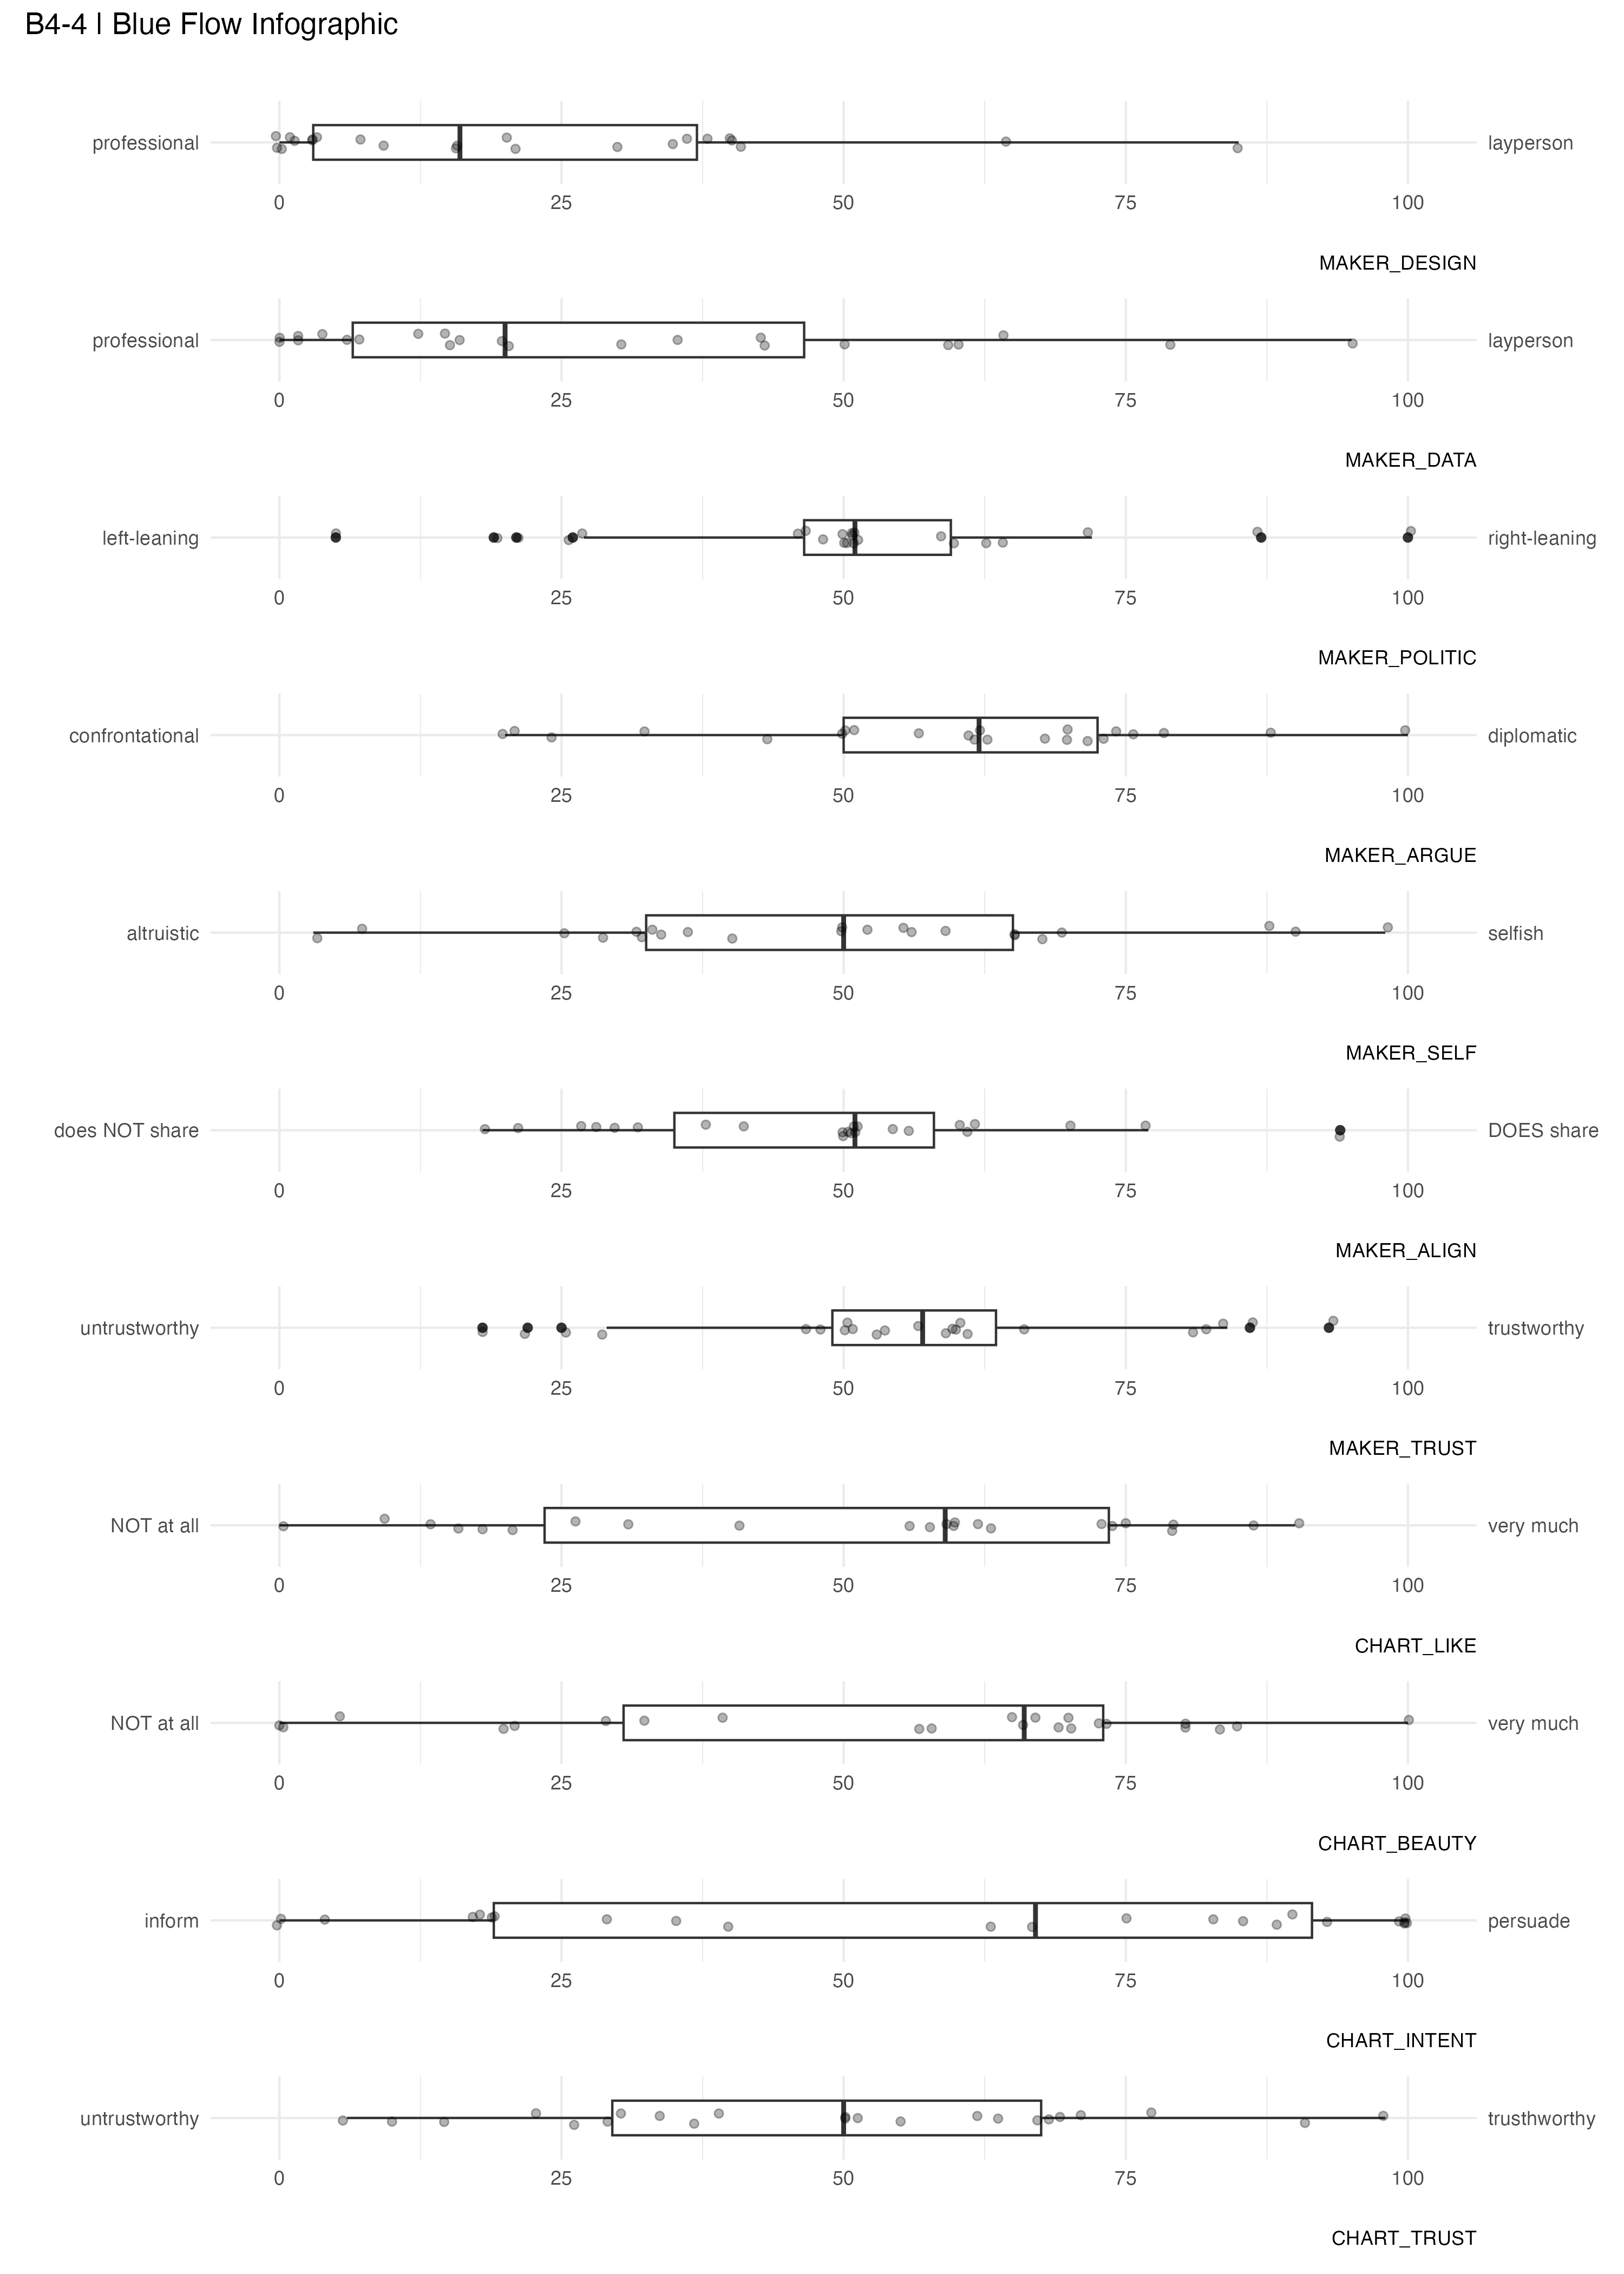 B4-4 | Blue Flow Infographic
professional layperson
0 25 50 75 100
MAKER_DESIGN
professional layperson
0 25 50 75 100
MAKER_DATA
left-leaning right-leaning
0 25 50 75 100
MAKER_POLITIC
confrontational diplomatic
0 25 50 75 100
MAKER_ARGUE
altruistic selfish
0 25 50 75 100
MAKER_SELF
does NOT share DOES share
0 25 50 75 100
MAKER_ALIGN
untrustworthy trustworthy
0 25 50 75 100
MAKER_TRUST
NOT at all very much
0 25 50 75 100
CHART_LIKE
NOT at all very much
0 25 50 75 100
CHART_BEAUTY
inform persuade
0 25 50 75 100
CHART_INTENT
untrustworthy trusthworthy
0 25 50 75 100
CHART_TRUST